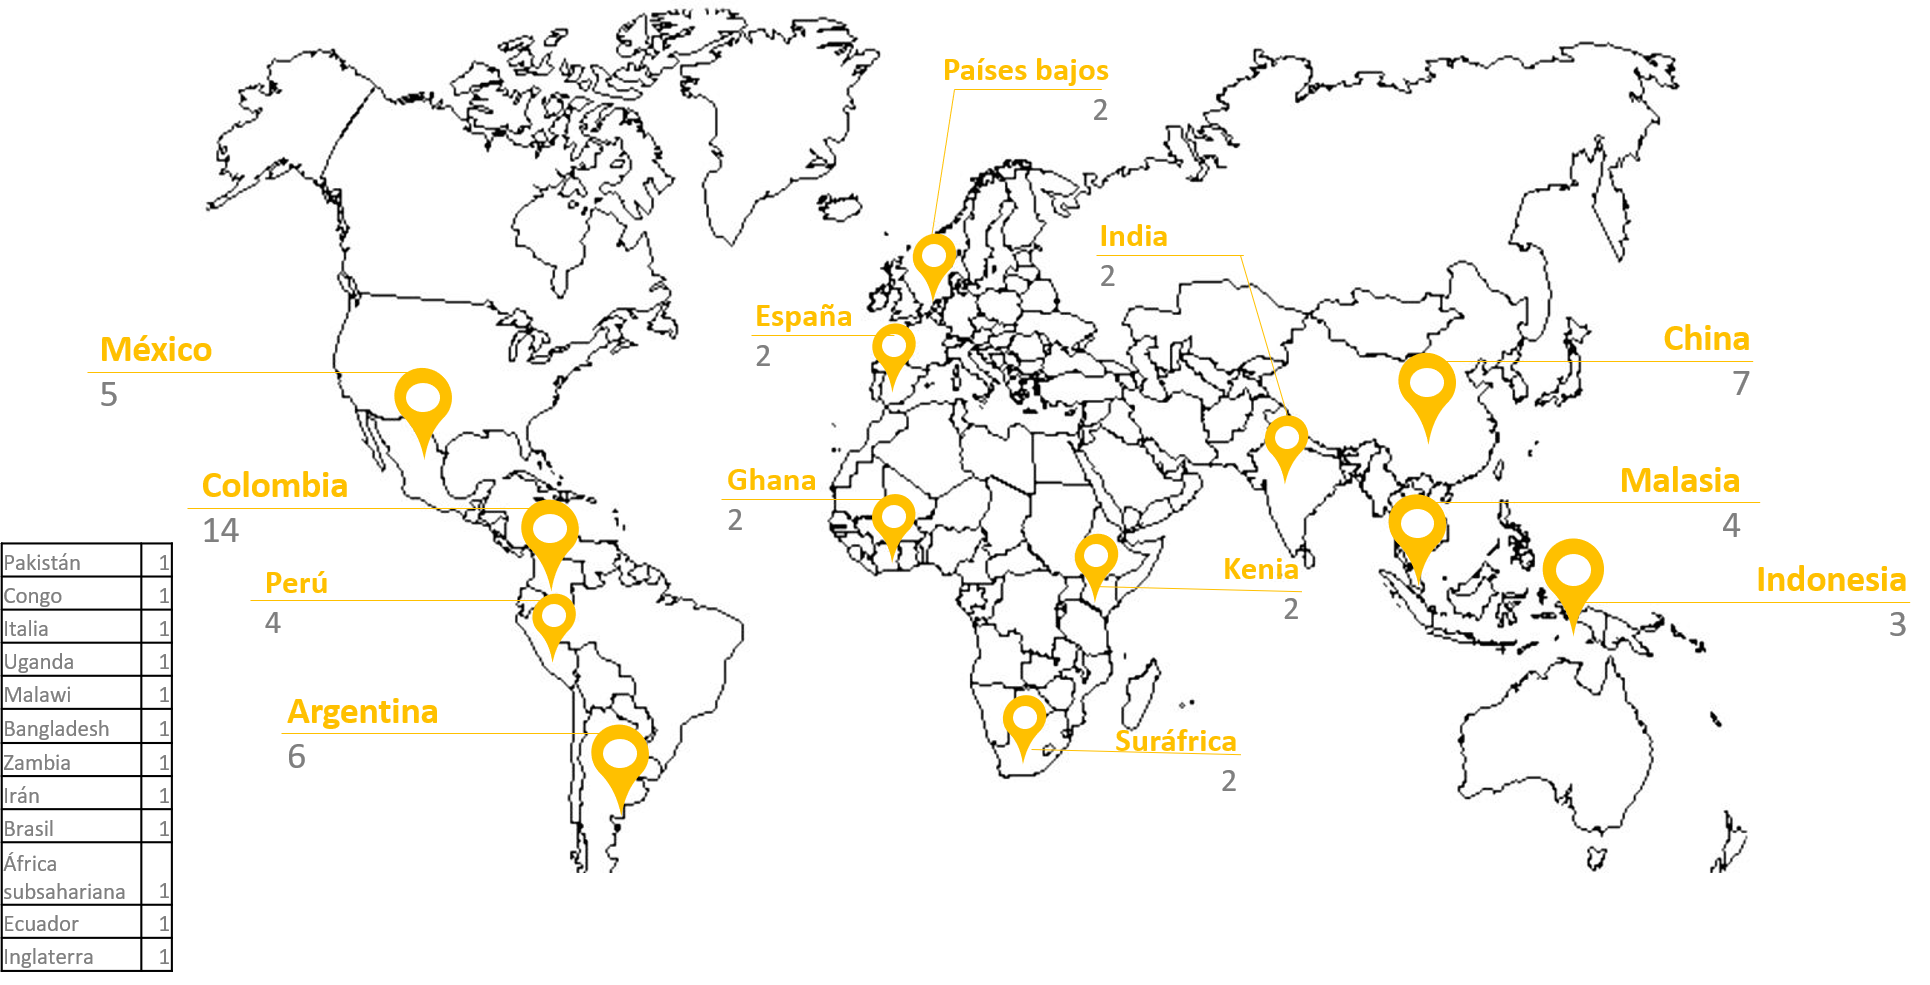 Países bajos
2
India
2
España
2
México
5
China
7
Colombia
14
Ghana
2
Malasia
4
Perú
4
Kenia
2
Indonesia
3
Argentina
6
Suráfrica
2
Pakistán 1
Congo 1
Italia 1
Uganda 1
Malawi 1
Bangladesh 1
Zambia 1
Irán 1
Brasil 1
África
subsahariana 1
Ecuador 1
Inglaterra 1